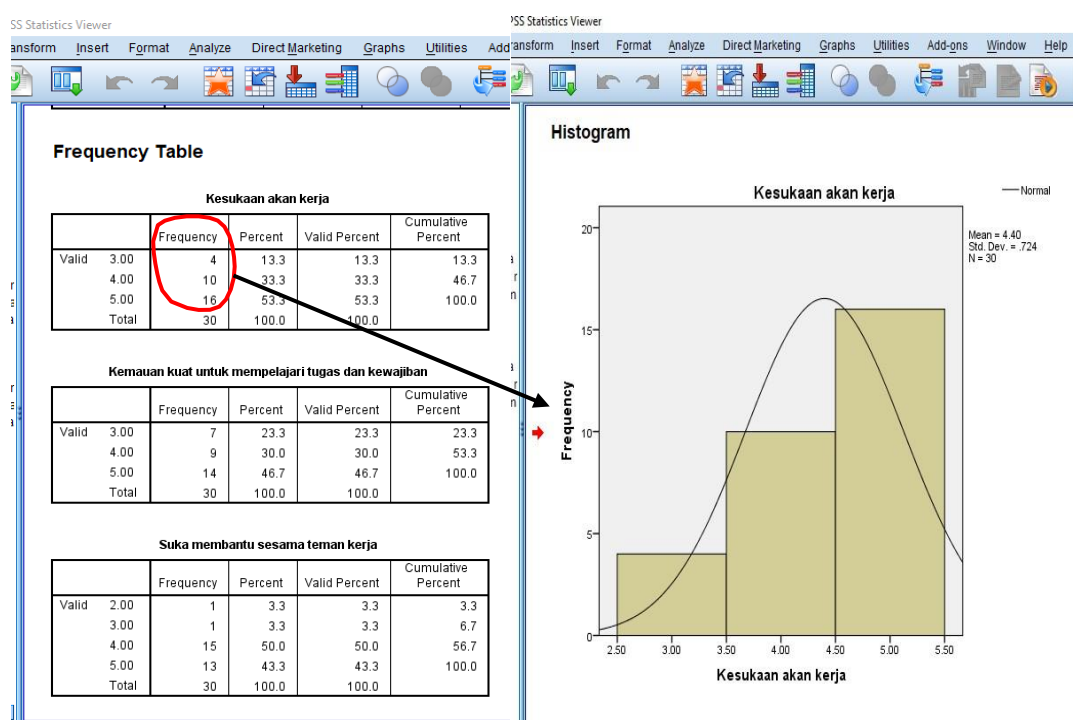 SS Statistics Viewer
ansform Insert Format Analyze Direct Marketing Graphs Utilities Add
Frequency Table
Kesukaan akan kerja
Frequency Percent Valid Percent Cumulative Percent
Valid 3.00 4 13.3 13.3 13.3
4.00 10 33.3 33.3 46.7
5.00 16 53.3 53.3 100.0
Total 30 100.0 100.0
Kemauan kuat untuk mempelajari tugas dan kewajiban
Frequency Percent Valid Percent Cumulative Percent
Valid 3.00 7 23.3 23.3 23.3
4.00 9 30.0 30.0 53.3
5.00 14 46.7 46.7 100.0
Total 30 100.0 100.0
Suka membantu sesama teman kerja
Frequency Percent Valid Percent Cumulative Percent
Valid 2.00 1 3.3 3.3 3.3
3.00 1 3.3 3.3 6.7
4.00 15 50.0 50.0 56.7
5.00 13 43.3 43.3 100.0
Total 30 100.0 100.0
PSS Statistics Viewer
ransform Insert Format Analyze Direct Marketing Graphs Utilities Add-ons Window Help
Histogram
Kesukaan akan kerja
Normal
Mean = 4.40
Std. Dev. = .724
N = 30
20
15
10
5
0
Frequency
2.50 3.00 3.50 4.00 4.50 5.00 5.50
Kesukaan akan kerja